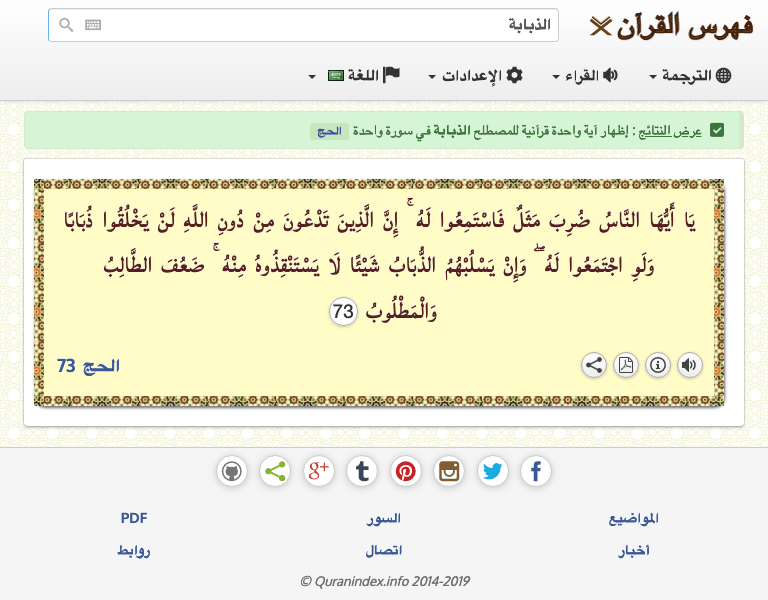 فهرس القرآن
الذبابة
الترجمة
القراء
الإعدادات
اللغة
عرض النتائج : إظهار آية واحدة قرآنية للمصطلح الذبابة في سورة واحدة الحج
يَا أَيُّهَا النَّاسُ ضُرِبَ مَثَلٌ فَاسْتَمِعُوا لَهُ ۚ إِنَّ الَّذِينَ تَدْعُونَ مِنْ دُونِ اللَّهِ لَنْ يَخْلُقُوا ذُبَابًا
وَلَوِ اجْتَمَعُوا لَهُ ۖ وَإِنْ يَسْلُبْهُمُ الذُّبَابُ شَيْئًا لَا يَسْتَنْقِذُوهُ مِنْهُ ۚ ضَعُفَ الطَّالِبُ
وَالْمَطْلُوبُ 73
الحج 73
المواضيع
السور
PDF
أخبار
اتصال
روابط
© Quranindex.info 2014-2019